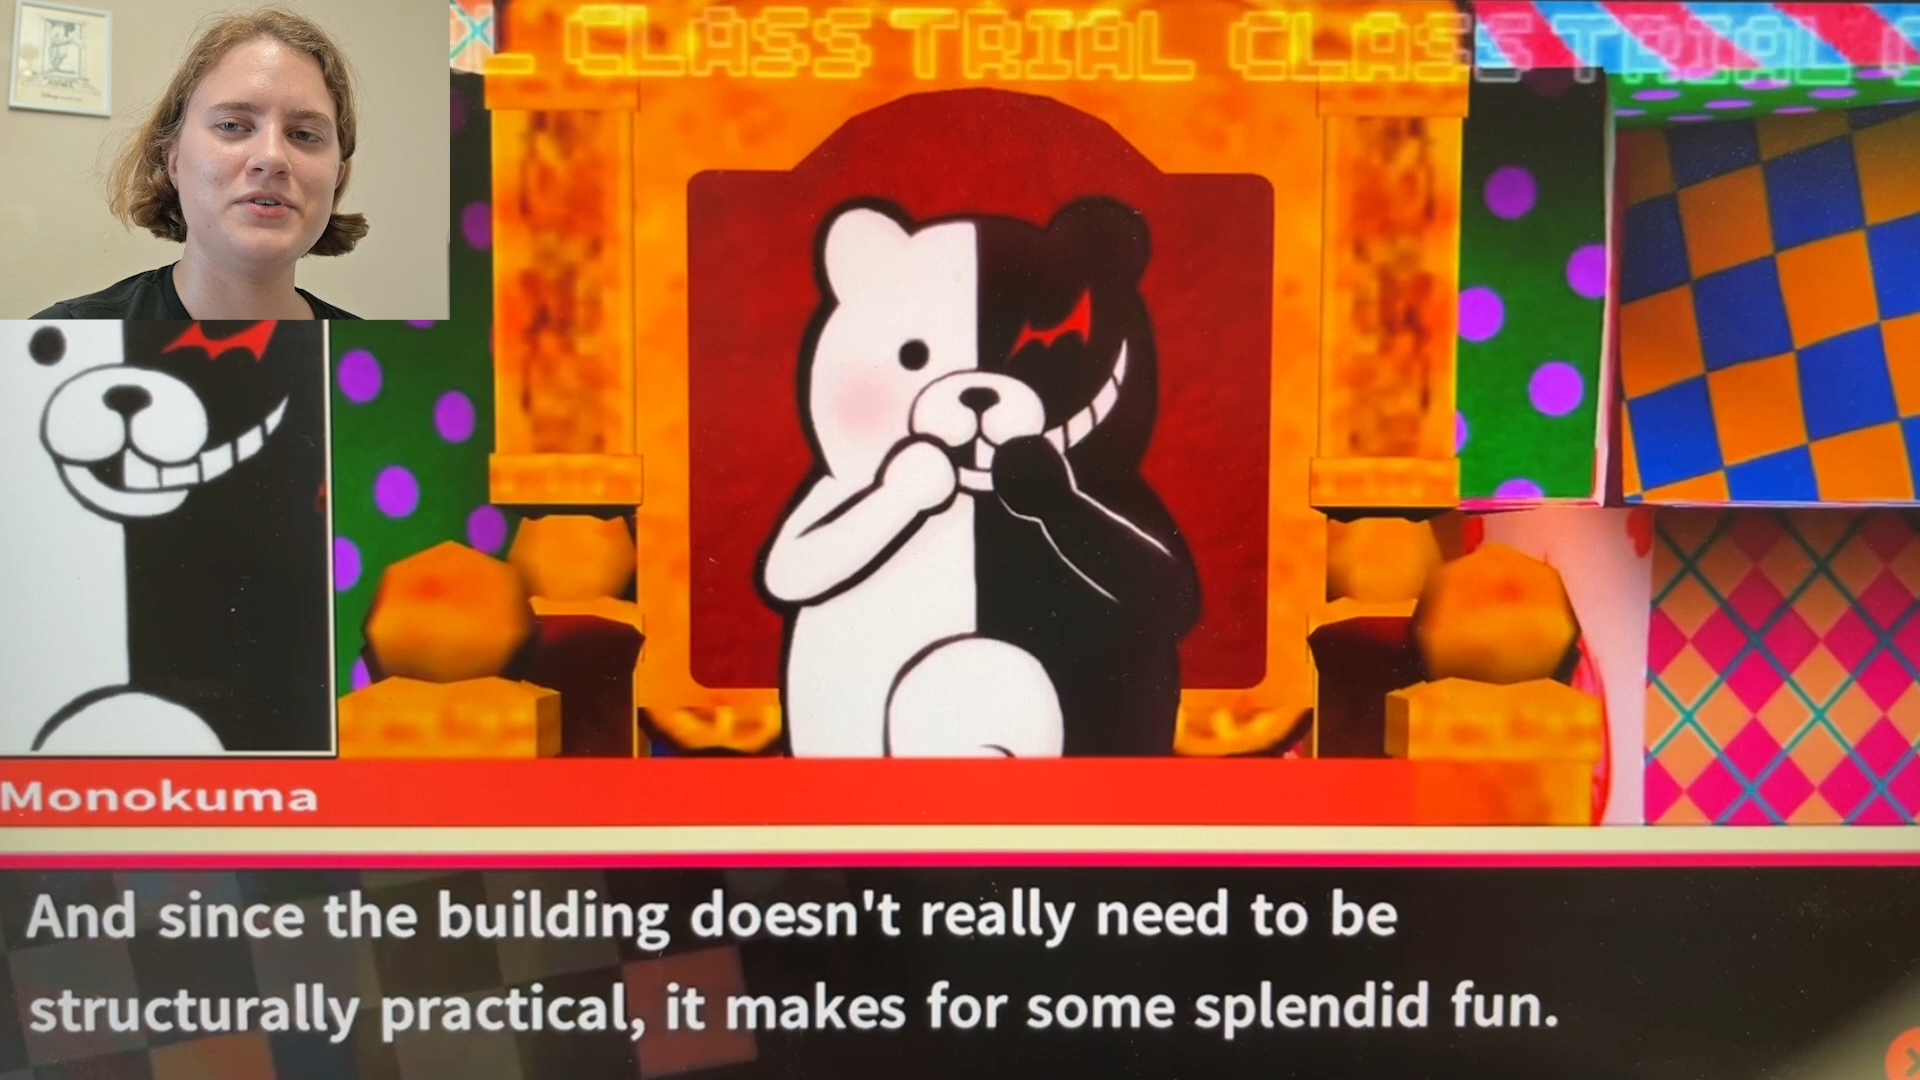 L CLASS TRIAL CLASS TRIAL C
Monokuma
And since the building doesn't really need to be
structurally practical, it makes for some splendid fun.